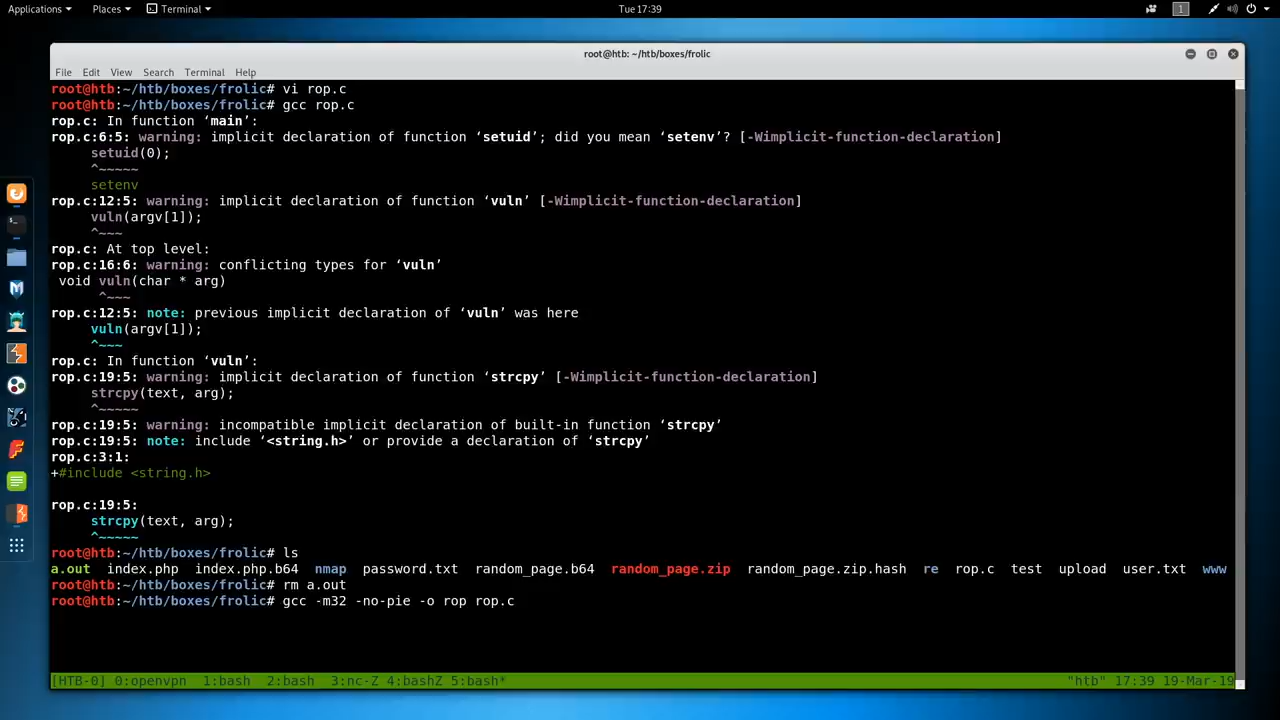 Applications Places Terminal Tue 17:39 1
root@htb: ~/htb/boxes/frolic
File Edit View Search Terminal Help
root@htb:~/htb/boxes/frolic# vi rop.c
root@htb:~/htb/boxes/frolic# gcc rop.c
rop.c: In function ‘main’:
rop.c:6:5: warning: implicit declaration of function ‘setuid’; did you mean ‘setenv’? [-Wimplicit-function-declaration]
     setuid(0);
     ^~~~~~
     setenv
rop.c:12:5: warning: implicit declaration of function ‘vuln’ [-Wimplicit-function-declaration]
     vuln(argv[1]);
     ^~~~
rop.c: At top level:
rop.c:16:6: warning: conflicting types for ‘vuln’
 void vuln(char * arg)
      ^~~~
rop.c:12:5: note: previous implicit declaration of ‘vuln’ was here
     vuln(argv[1]);
     ^~~~
rop.c: In function ‘vuln’:
rop.c:19:5: warning: implicit declaration of function ‘strcpy’ [-Wimplicit-function-declaration]
     strcpy(text, arg);
     ^~~~~~
rop.c:19:5: warning: incompatible implicit declaration of built-in function ‘strcpy’
rop.c:19:5: note: include ‘<string.h>’ or provide a declaration of ‘strcpy’
rop.c:3:1:
+#include <string.h>
rop.c:19:5:
     strcpy(text, arg);
     ^~~~~~
root@htb:~/htb/boxes/frolic# ls
a.out index.php index.php.b64 nmap password.txt random_page.b64 random_page.zip random_page.zip.hash re rop.c test upload user.txt www
root@htb:~/htb/boxes/frolic# rm a.out
root@htb:~/htb/boxes/frolic# gcc -m32 -no-pie -o rop rop.c
[HTB-0] 0:openvpn 1:bash 2:bash 3:nc-Z 4:bashZ 5:bash* "htb" 17:39 19-Mar-19